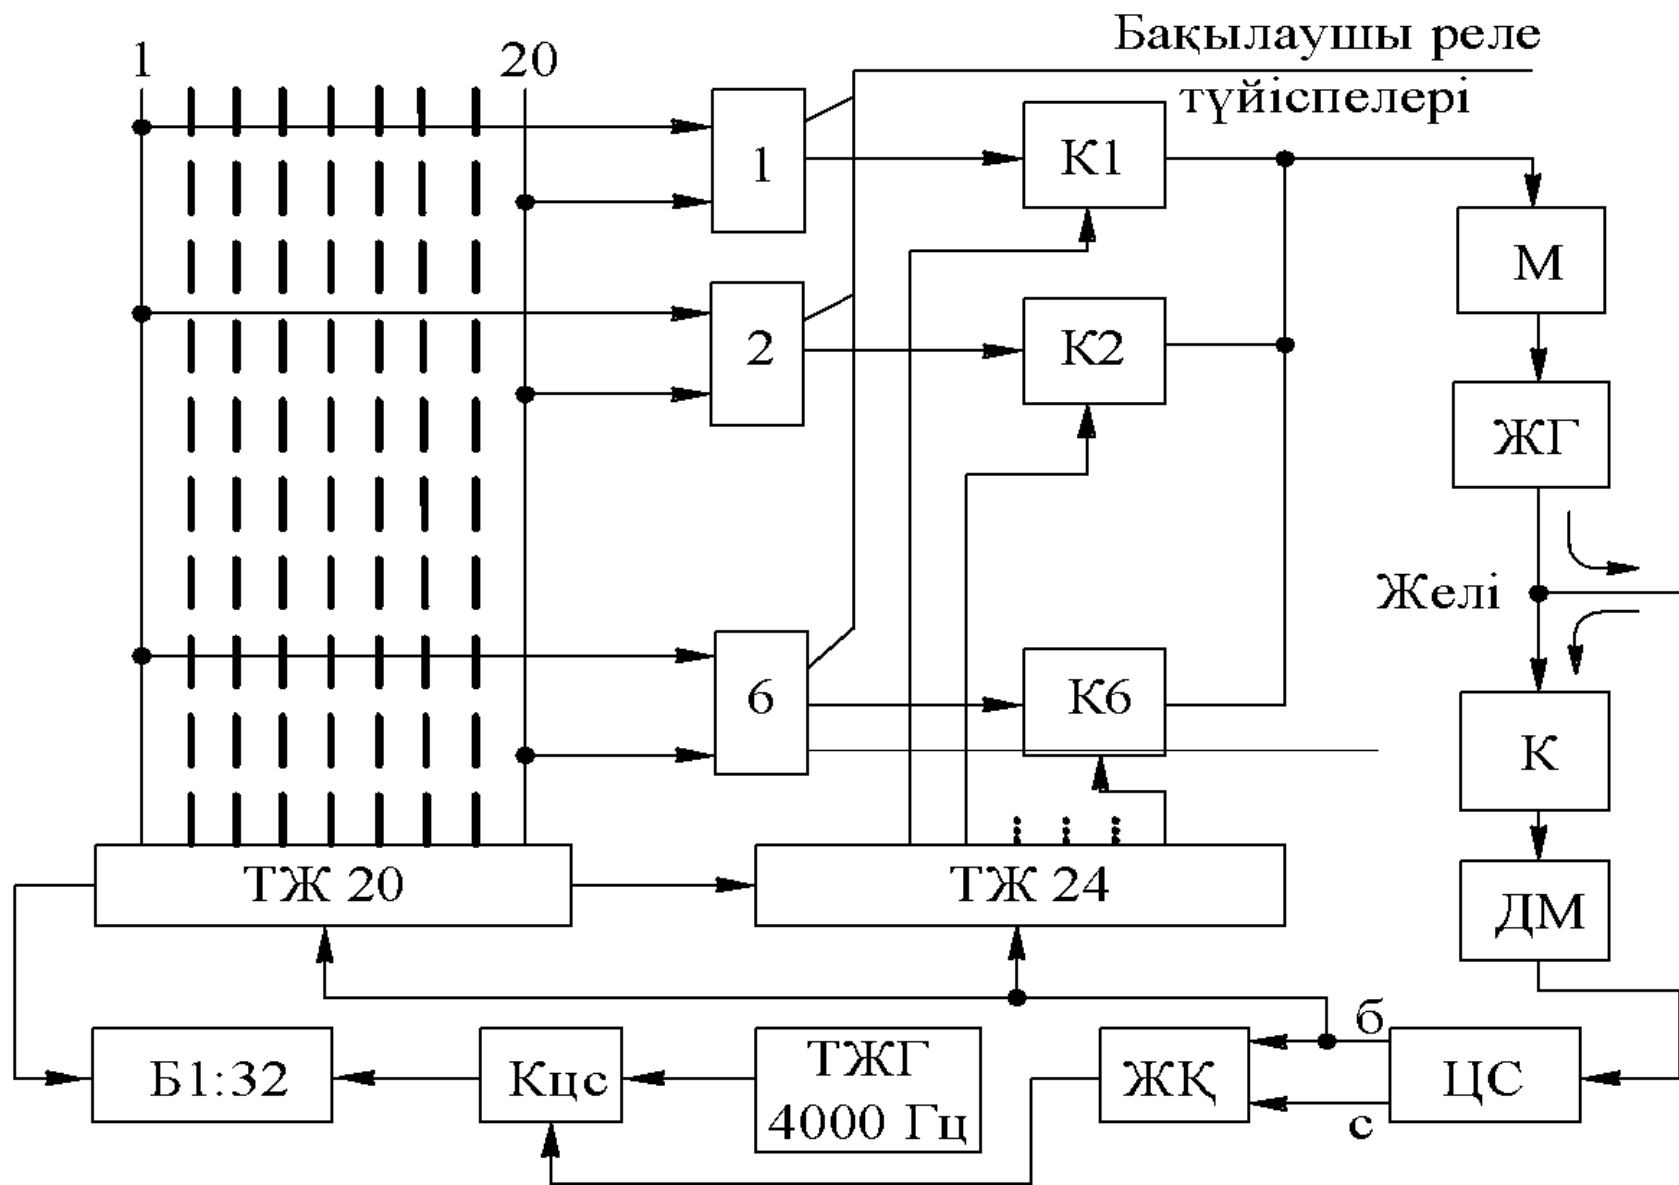 Бақылаушы реле
түйіспелері
1
20
1
К1
М
2
К2
ЖГ
Желі
6
К6
К
ТЖ 20
ТЖ 24
ДМ
Б1:32
Кцс
ТЖГ
4000 Гц
ЖҚ
б
с
ЦС